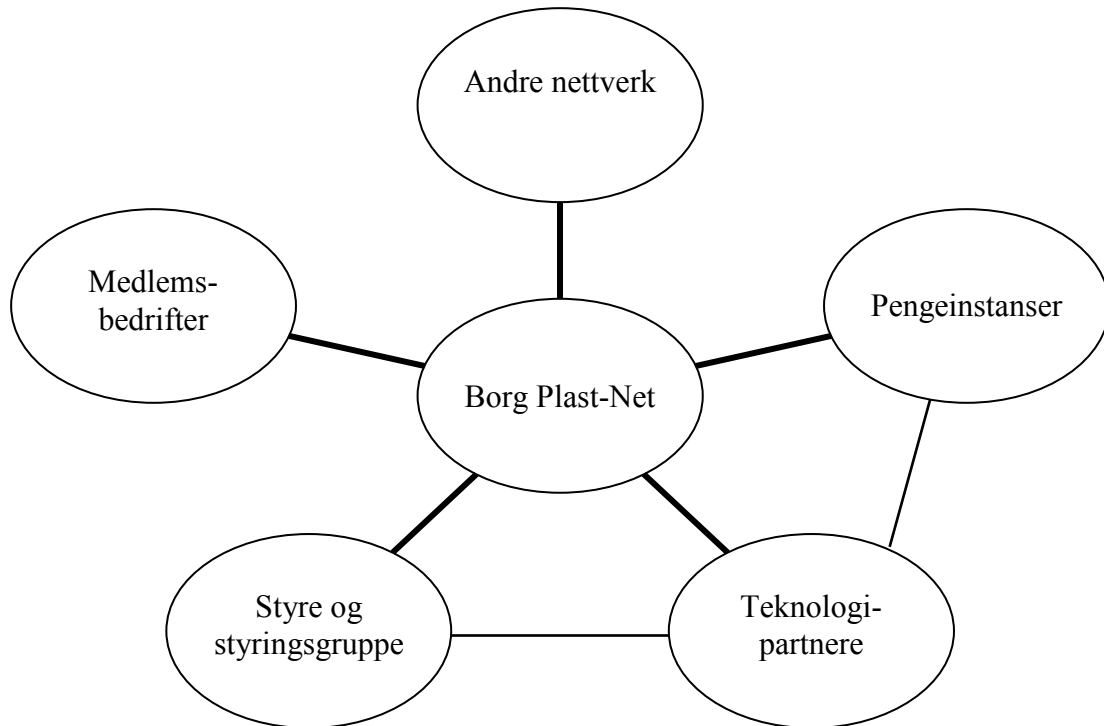 Andre nettverk
Medlems-
bedrifter
Pengeinstanser
Borg Plast-Net
Styre og
styringsgruppe
Teknologi-
partnere